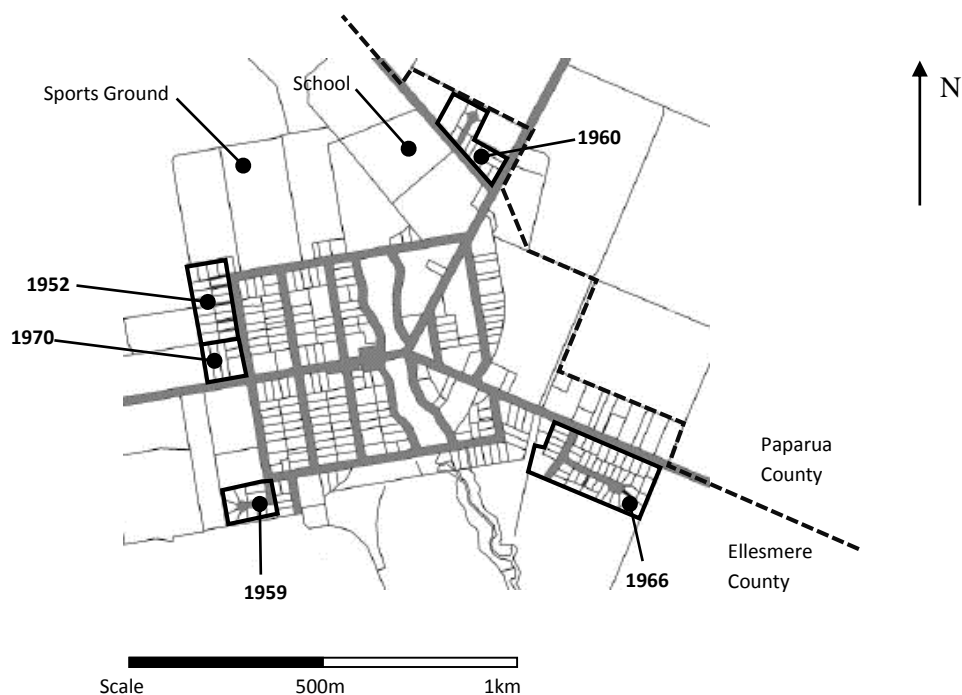 N
Sports Ground
School
1960
1952
1970
Paparua
County
Ellesmere
County
1966
1959
Scale
500m
1km